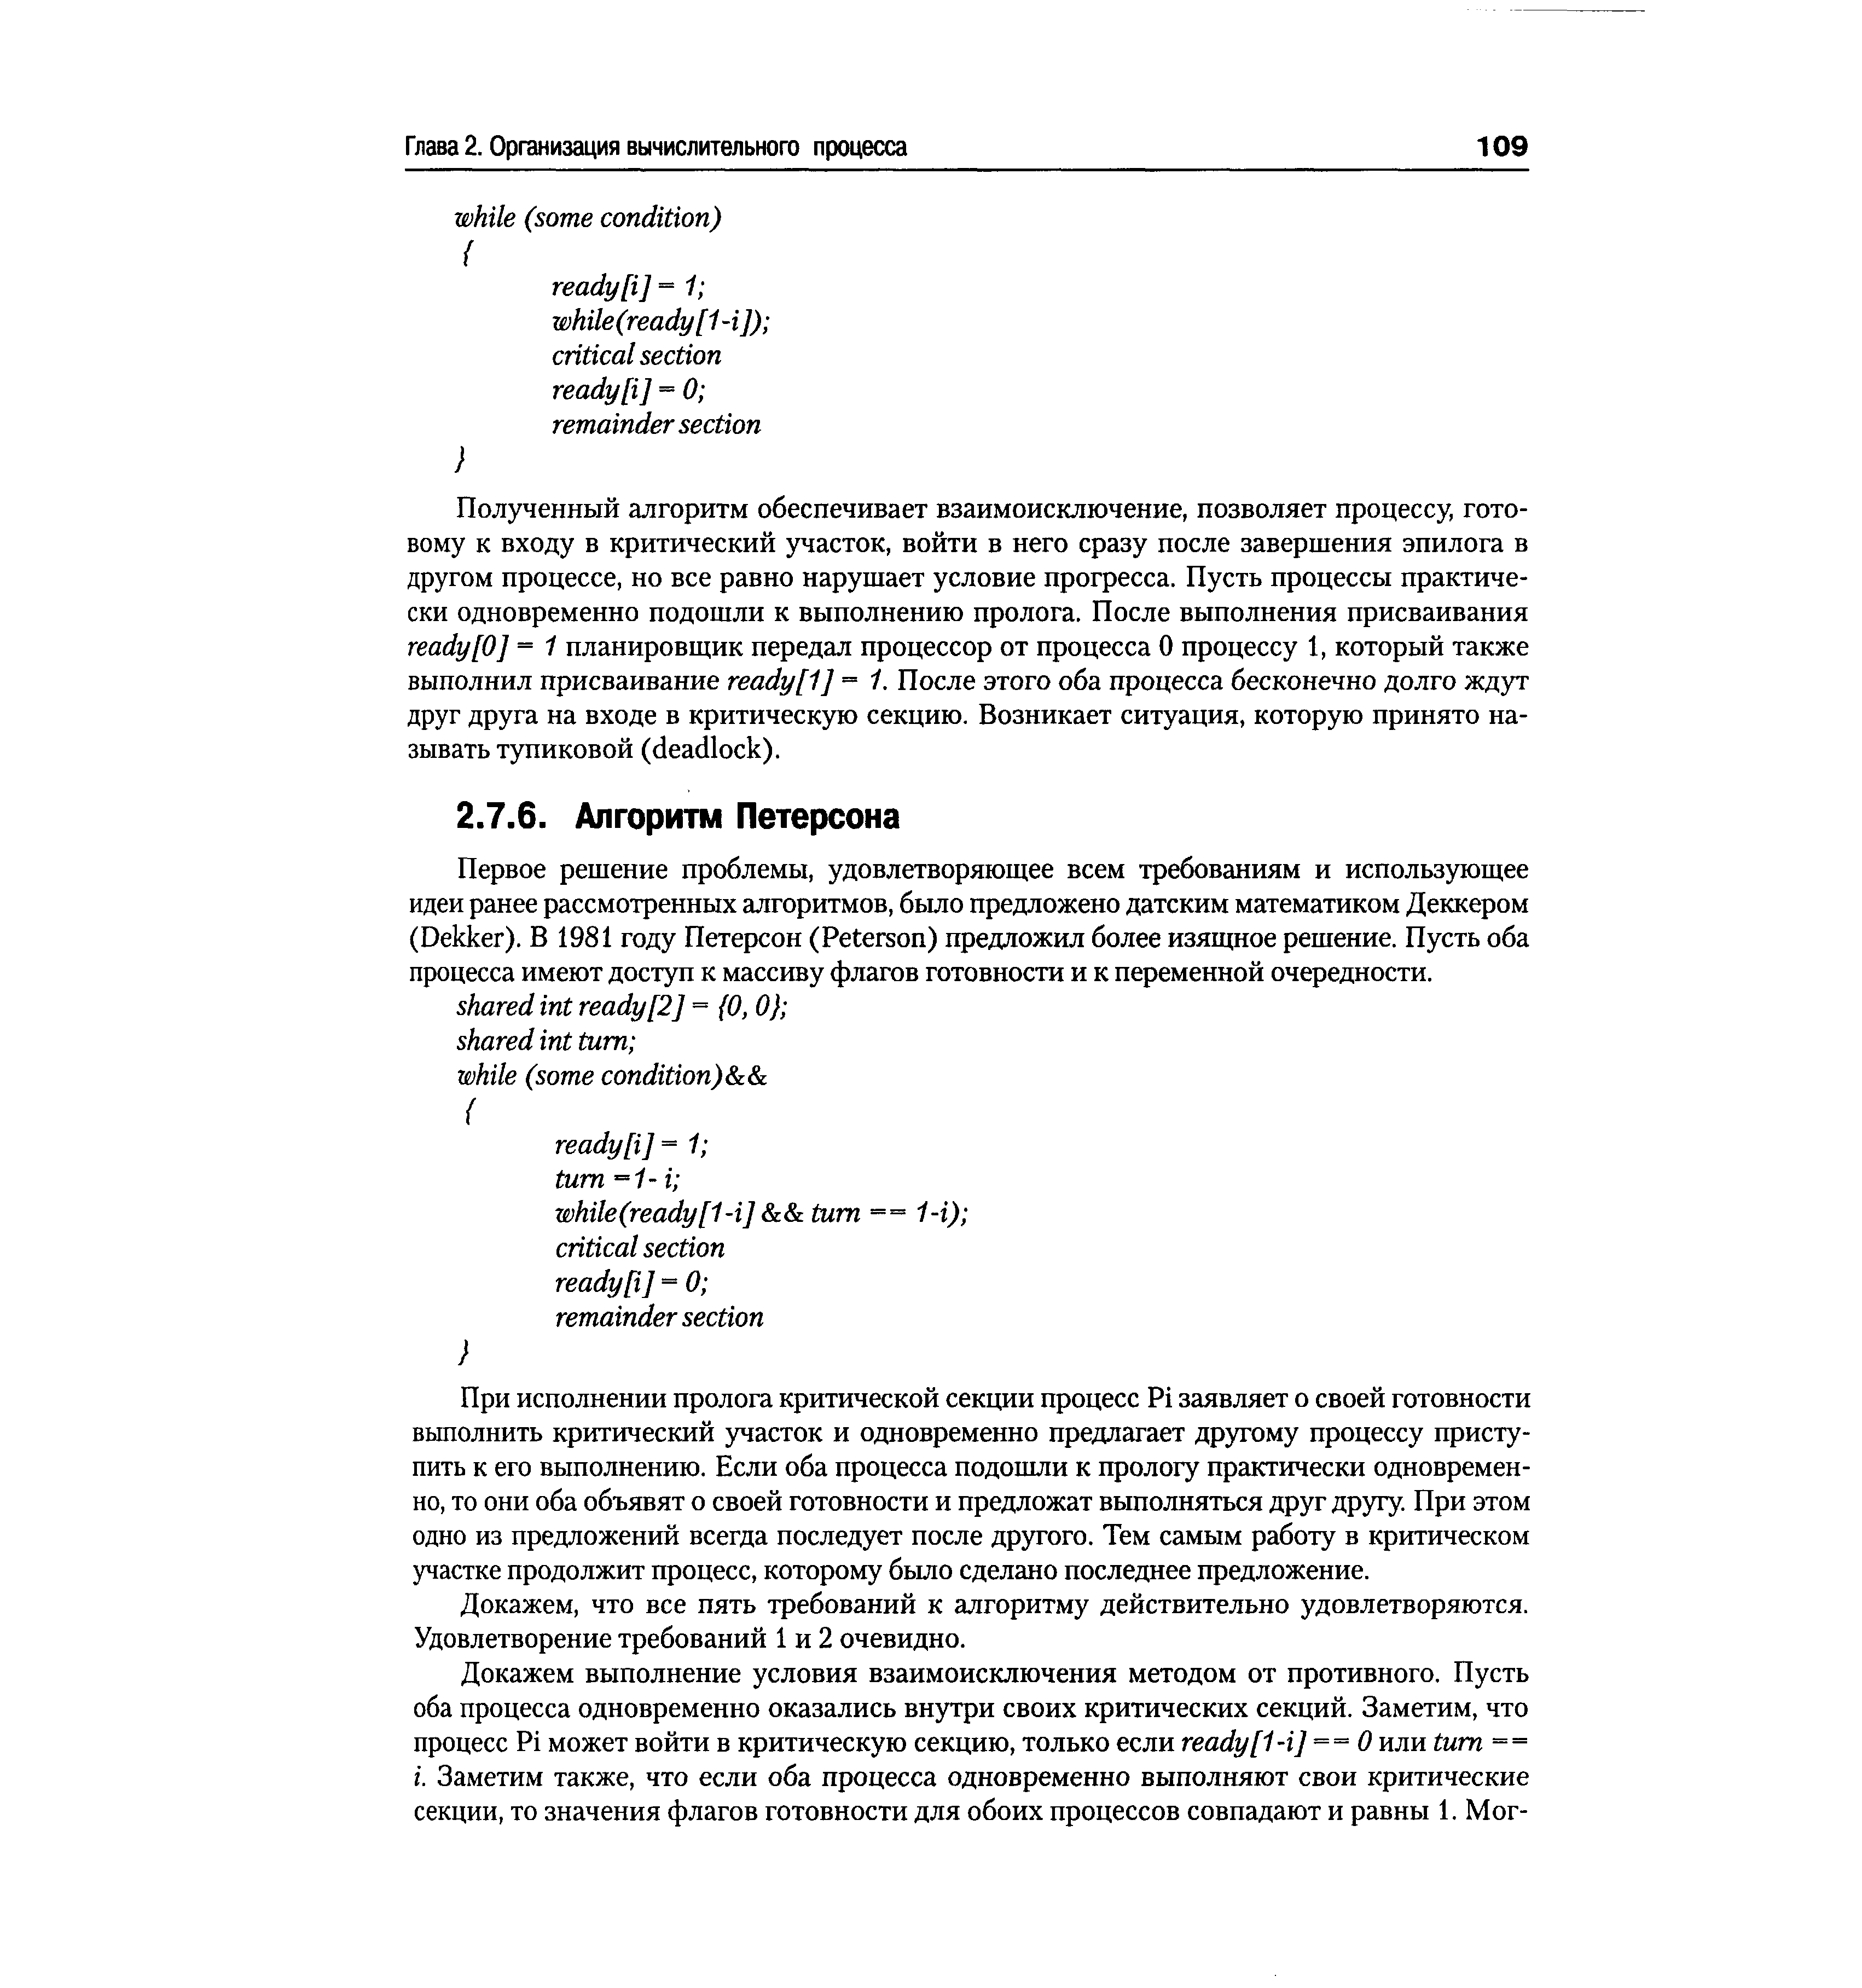 Глава 2. Организация вычислительного процесса 109
while (some condition)
{
ready[i] = 1;
while(ready[1-i]);
critical section
ready[i] = 0;
remainder section
}
Полученный алгоритм обеспечивает взаимоисключение, позволяет процессу, гото-
вому к входу в критический участок, войти в него сразу после завершения эпилога в
другом процессе, но все равно нарушает условие прогресса. Пусть процессы практиче-
ски одновременно подошли к выполнению пролога. После выполнения присваивания
ready[0] = 1 планировщик передал процессор от процесса 0 процессу 1, который также
выполнил присваивание ready[1] = 1. После этого оба процесса бесконечно долго ждут
друг друга на входе в критическую секцию. Возникает ситуация, которую принято на-
зывать тупиковой (deadlock).
2.7.6. Алгоритм Петерсона
Первое решение проблемы, удовлетворяющее всем требованиям и использующее
идеи ранее рассмотренных алгоритмов, было предложено датским математиком Деккером
(Dekker). В 1981 году Петерсон (Peterson) предложил более изящное решение. Пусть оба
процесса имеют доступ к массиву флагов готовности и к переменной очередности.
shared int ready[2] = {0, 0};
shared int turn;
while (some condition)&&
{
ready[i] = 1;
turn =1- i;
while(ready[1-i] && turn == 1-i);
critical section
ready[i] = 0;
remainder section
}
При исполнении пролога критической секции процесс Pi заявляет о своей готовности
выполнить критический участок и одновременно предлагает другому процессу присту-
пить к его выполнению. Если оба процесса подошли к прологу практически одновремен-
но, то они оба объявят о своей готовности и предложат выполняться друг другу. При этом
одно из предложений всегда последует после другого. Тем самым работу в критическом
участке продолжит процесс, которому было сделано последнее предложение.
Докажем, что все пять требований к алгоритму действительно удовлетворяются.
Удовлетворение требований 1 и 2 очевидно.
Докажем выполнение условия взаимоисключения методом от противного. Пусть
оба процесса одновременно оказались внутри своих критических секций. Заметим, что
процесс Pi может войти в критическую секцию, только если ready[1-i] == 0 или turn ==
i. Заметим также, что если оба процесса одновременно выполняют свои критические
секции, то значения флагов готовности для обоих процессов совпадают и равны 1. Мог-